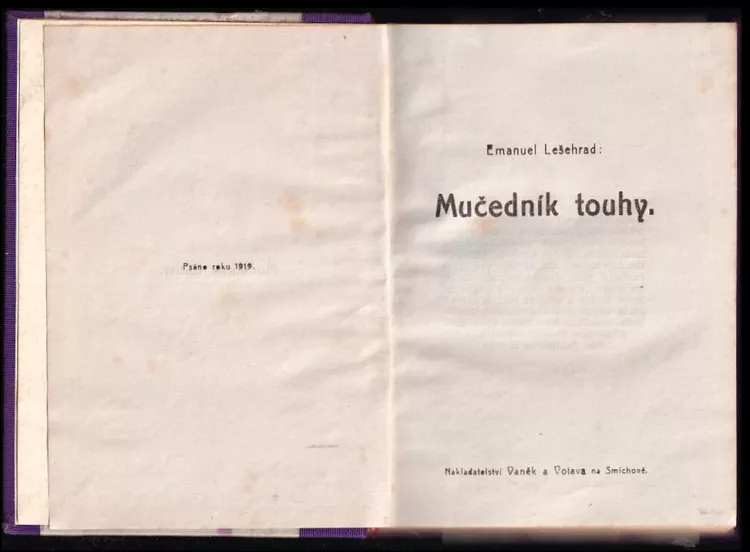 Psáno roku 1919.
Emanuel Lešehrad:
Mučedník touhy.
Nakladatelství Vaněk a Votava na Smíchově.